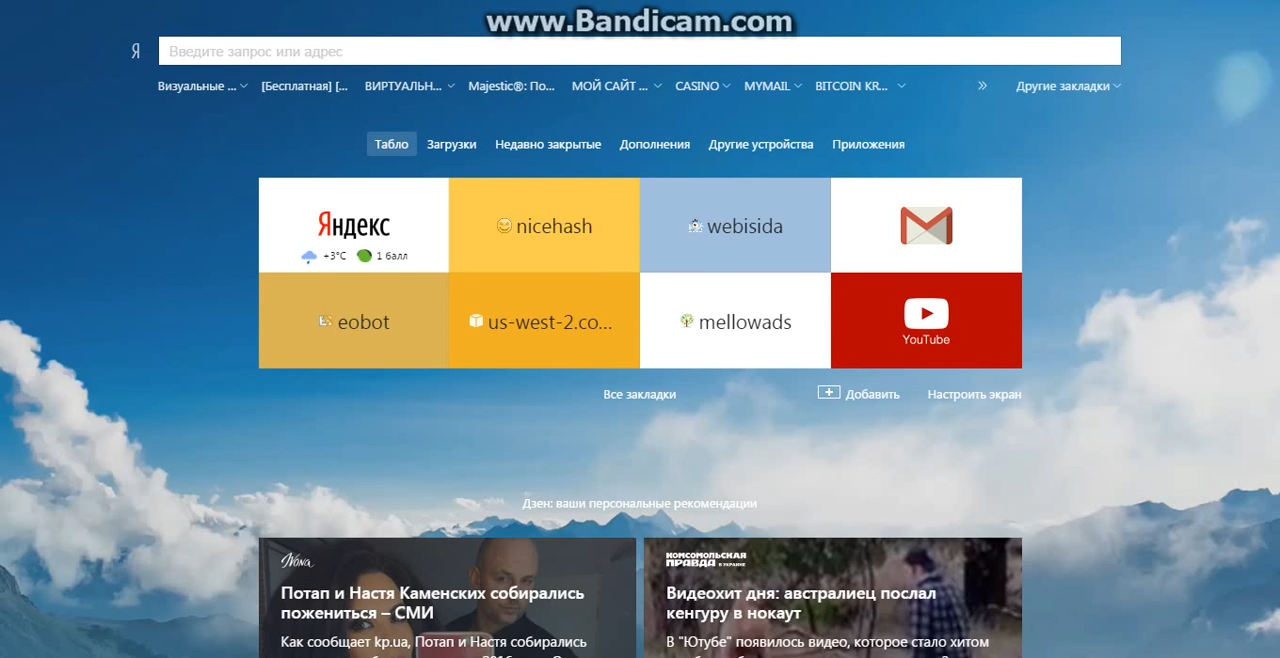 www.Bandicam.com
Я Введите запрос или адрес
Визуальные ... [Бесплатная] [... ВИРТУАЛЬН... Majestic®: По... МОЙ САЙТ ... CASINO MYMAIL BITCOIN KR... » Другие закладки
Табло Загрузки Недавно закрытые Дополнения Другие устройства Приложения
Яндекс nicehash webisida
+3°C 1 балл
eobot us-west-2.co... mellowads YouTube
Все закладки Добавить Настроить экран
Дзен: ваши персональные рекомендации
Nona
Потап и Настя Каменских собирались
пожениться – СМИ
Как сообщает kp.ua, Потап и Настя собирались
КОМСОМОЛЬСКАЯ
ПРАВДА В УКРАИНЕ
Видеохит дня: австралиец послал
кенгуру в нокаут
В "Ютубе" появилось видео, которое стало хитом